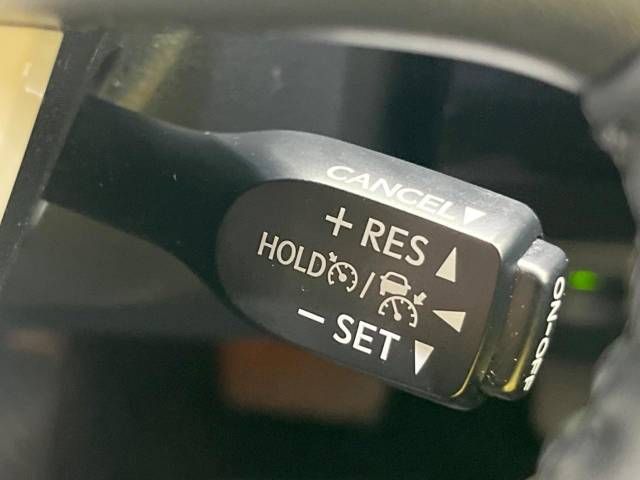 CANCEL▼
+ RES ▲
HOLD / ◀
− SET ▼
ON-OFF